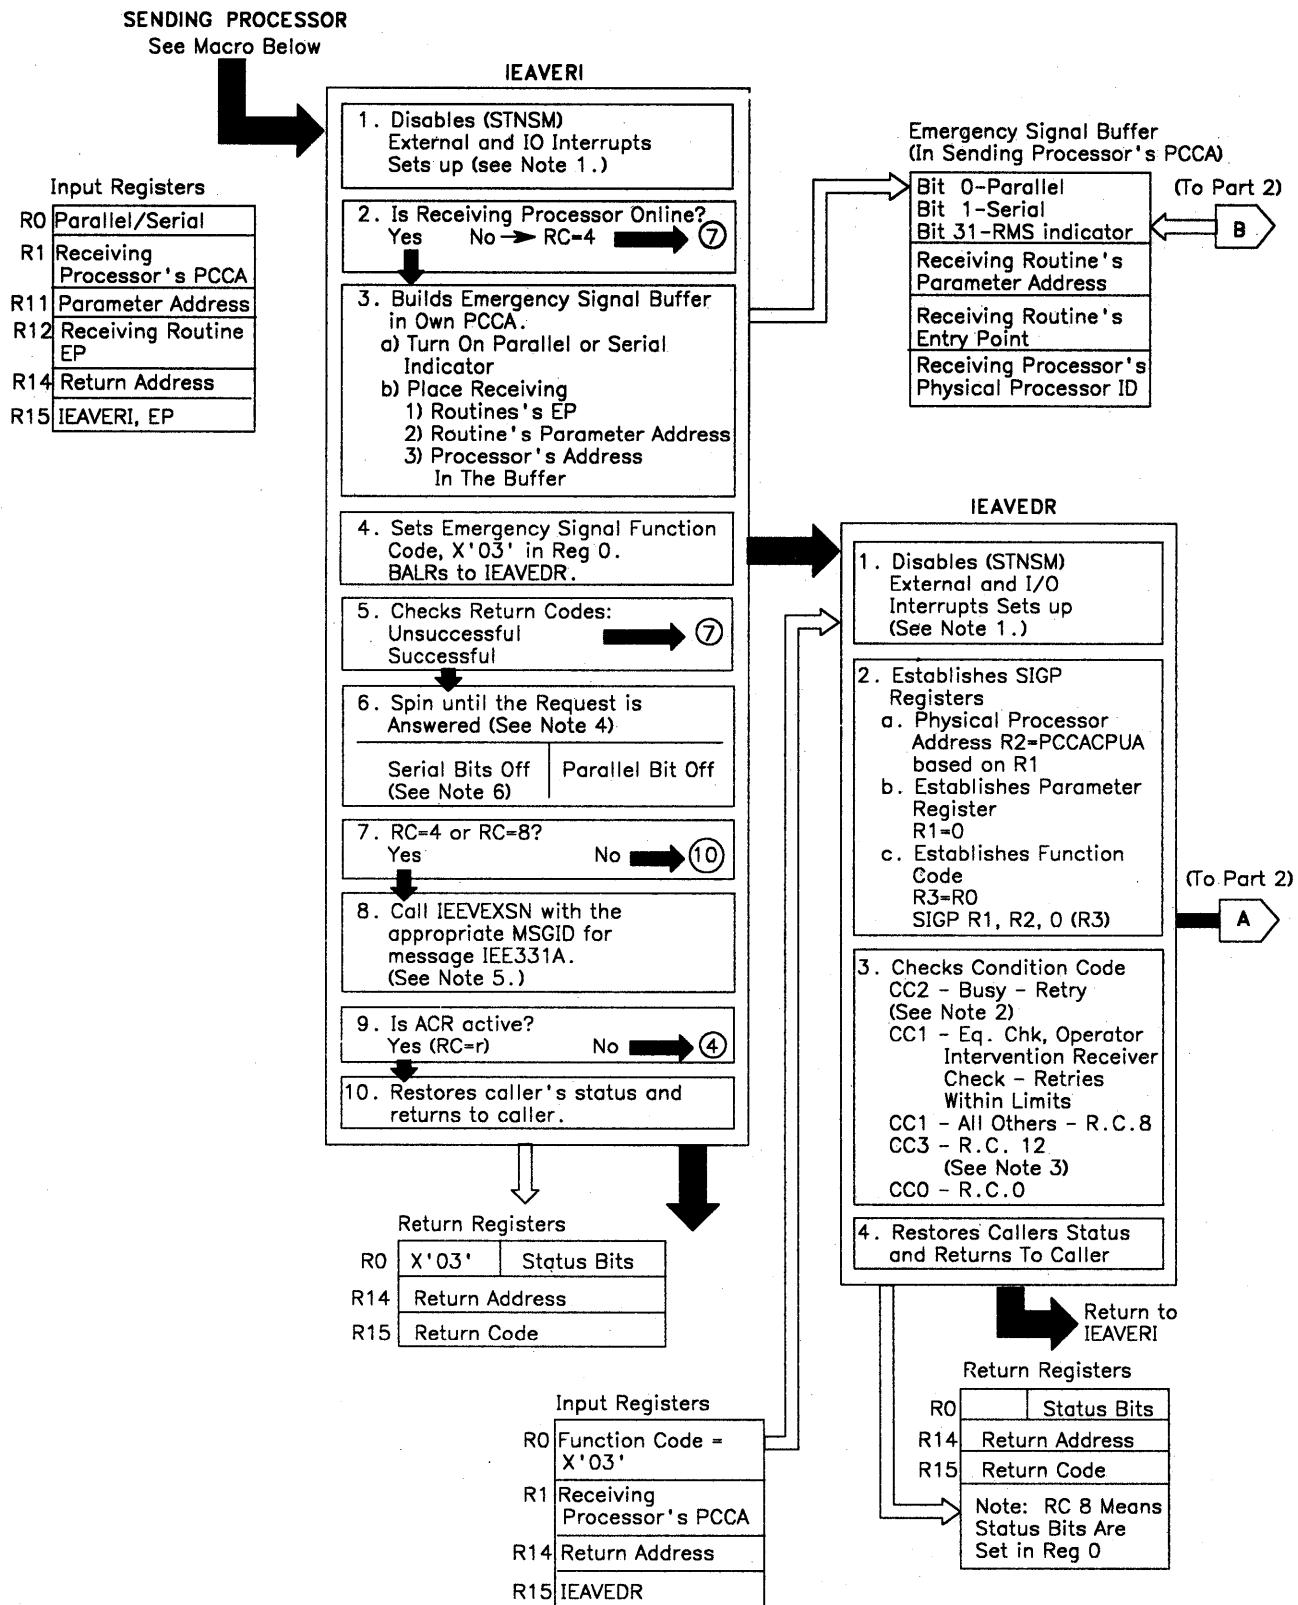 SENDING PROCESSOR
See Macro Below
IEAVERI
1. Disables (STNSM)
External and IO Interrupts
Sets up (see Note 1.)
Input Registers
R0 Parallel/Serial
R1 Receiving
Processor's PCCA
R11 Parameter Address
R12 Receiving Routine
EP
R14 Return Address
R15 IEAVERI, EP
2. Is Receiving Processor Online?
Yes No RC=4 7
3. Builds Emergency Signal Buffer
in Own PCCA.
a) Turn On Parallel or Serial
Indicator
b) Place Receiving
1) Routines's EP
2) Routine's Parameter Address
3) Processor's Address
In The Buffer
4. Sets Emergency Signal Function
Code, X'03' in Reg 0.
BALRs to IEAVEDR.
5. Checks Return Codes:
Unsuccessful 7
Successful
6. Spin until the Request is
Answered (See Note 4)
Serial Bits Off Parallel Bit Off
(See Note 6)
7. RC=4 or RC=8?
Yes No 10
8. Call IEEVEXSN with the
appropriate MSGID for
message IEE331A.
(See Note 5.)
9. Is ACR active?
Yes (RC=r) No 4
10. Restores caller's status and
returns to caller.
Return Registers
R0 X'03' Status Bits
R14 Return Address
R15 Return Code
Emergency Signal Buffer
(In Sending Processor's PCCA)
Bit 0-Parallel
Bit 1-Serial
Bit 31-RMS indicator
Receiving Routine's
Parameter Address
Receiving Routine's
Entry Point
Receiving Processor's
Physical Processor ID
(To Part 2)
B
IEAVEDR
1. Disables (STNSM)
External and I/O
Interrupts Sets up
(See Note 1.)
2. Establishes SIGP
Registers
a. Physical Processor
Address R2=PCCACPUA
based on R1
b. Establishes Parameter
Register
R1=0
c. Establishes Function
Code
R3=R0
SIGP R1, R2, 0 (R3)
(To Part 2)
A
3. Checks Condition Code
CC2 - Busy - Retry
(See Note 2)
CC1 - Eq. Chk, Operator
Intervention Receiver
Check - Retries
Within Limits
CC1 - All Others - R.C.8
CC3 - R.C. 12
(See Note 3)
CC0 - R.C.0
4. Restores Callers Status
and Returns To Caller
Return to
IEAVERI
Return Registers
R0 Status Bits
R14 Return Address
R15 Return Code
Note: RC 8 Means
Status Bits Are
Set in Reg 0
Input Registers
R0 Function Code =
X'03'
R1 Receiving
Processor's PCCA
R14 Return Address
R15 IEAVEDR